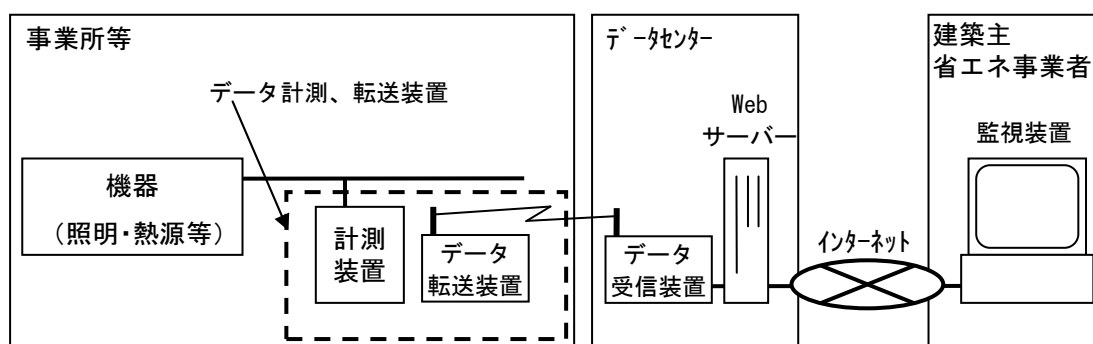 事業所等
データ計測、転送装置
機器
（照明・熱源等）
計測
装置
データ
転送装置
ﾃﾞｰﾀｾﾝﾀｰ
Web
サーバー
データ
受信装置
ｲﾝﾀｰﾈｯﾄ
建築主
省エネ事業者
監視装置